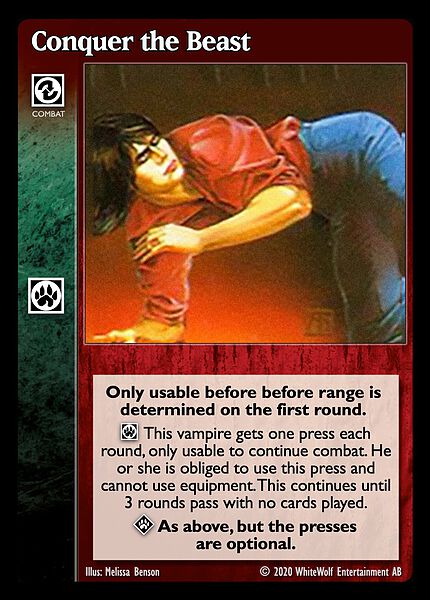 Conquer the Beast
COMBAT
Only usable before before range is
determined on the first round.
This vampire gets one press each
round, only usable to continue combat. He
or she is obliged to use this press and
cannot use equipment. This continues until
3 rounds pass with no cards played.
As above, but the presses
are optional.
Illus: Melissa Benson
© 2020 WhiteWolf Entertainment AB